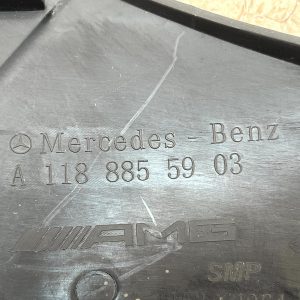 Mercedes - Benz
A 118 885 59 03
AMG
SMP